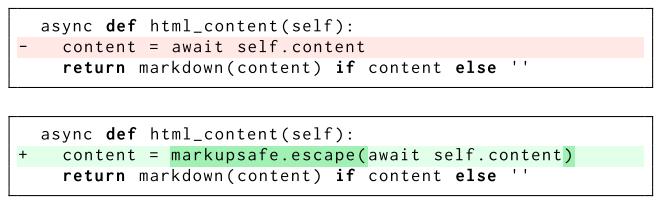 async def html_content(self):
-   content = await self.content
    return markdown(content) if content else ''
async def html_content(self):
+   content = markupsafe.escape(await self.content)
    return markdown(content) if content else ''